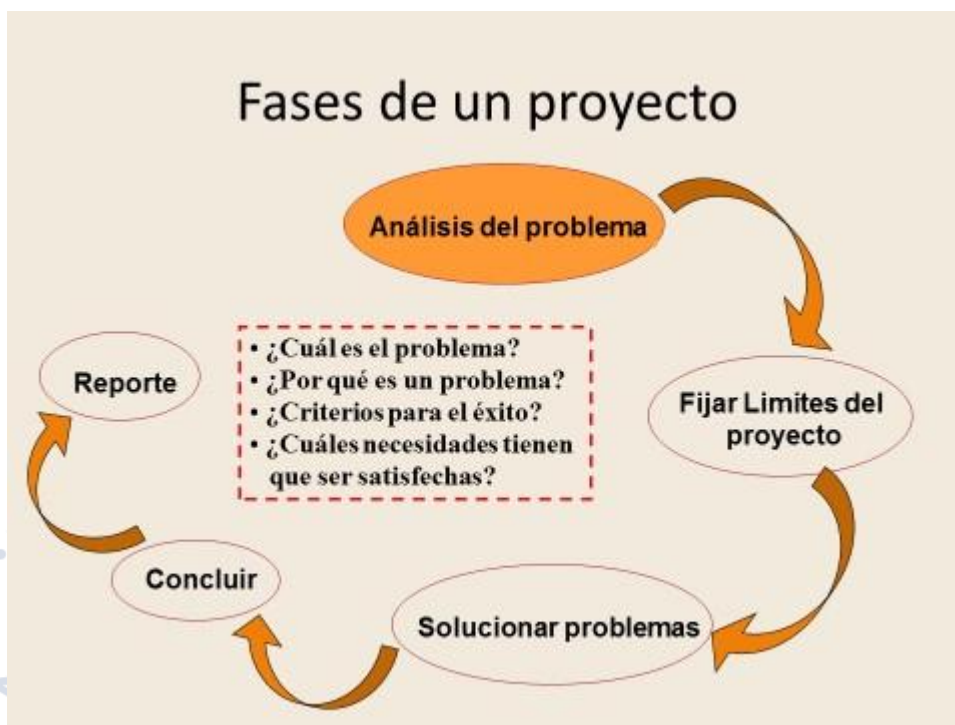 Fases de un proyecto
Análisis del problema
• ¿Cuál es el problema?
• ¿Por qué es un problema?
• ¿Criterios para el éxito?
• ¿Cuáles necesidades tienen
que ser satisfechas?
Fijar Limites del
proyecto
Solucionar problemas
Concluir
Reporte